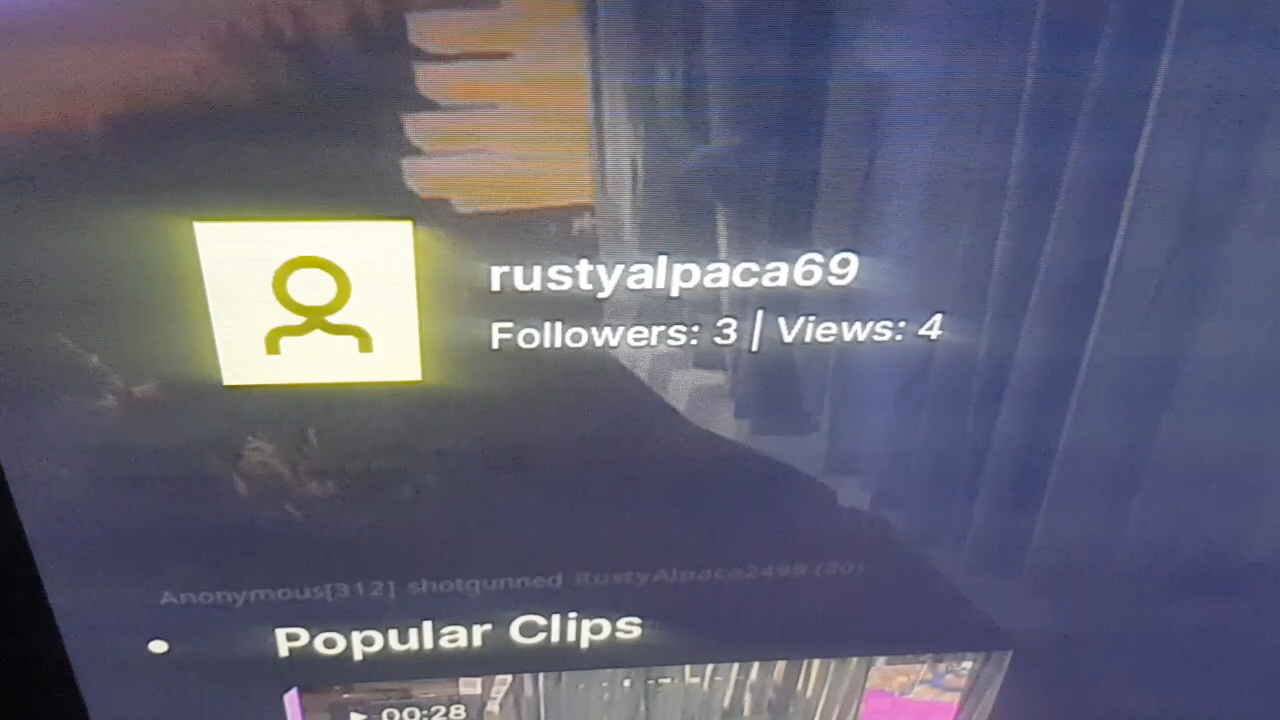 rustyalpaca69
Followers: 3 | Views: 4
Anonymous[312] shotgunned RustyAlpaca2499 (30)
Popular Clips
00:28